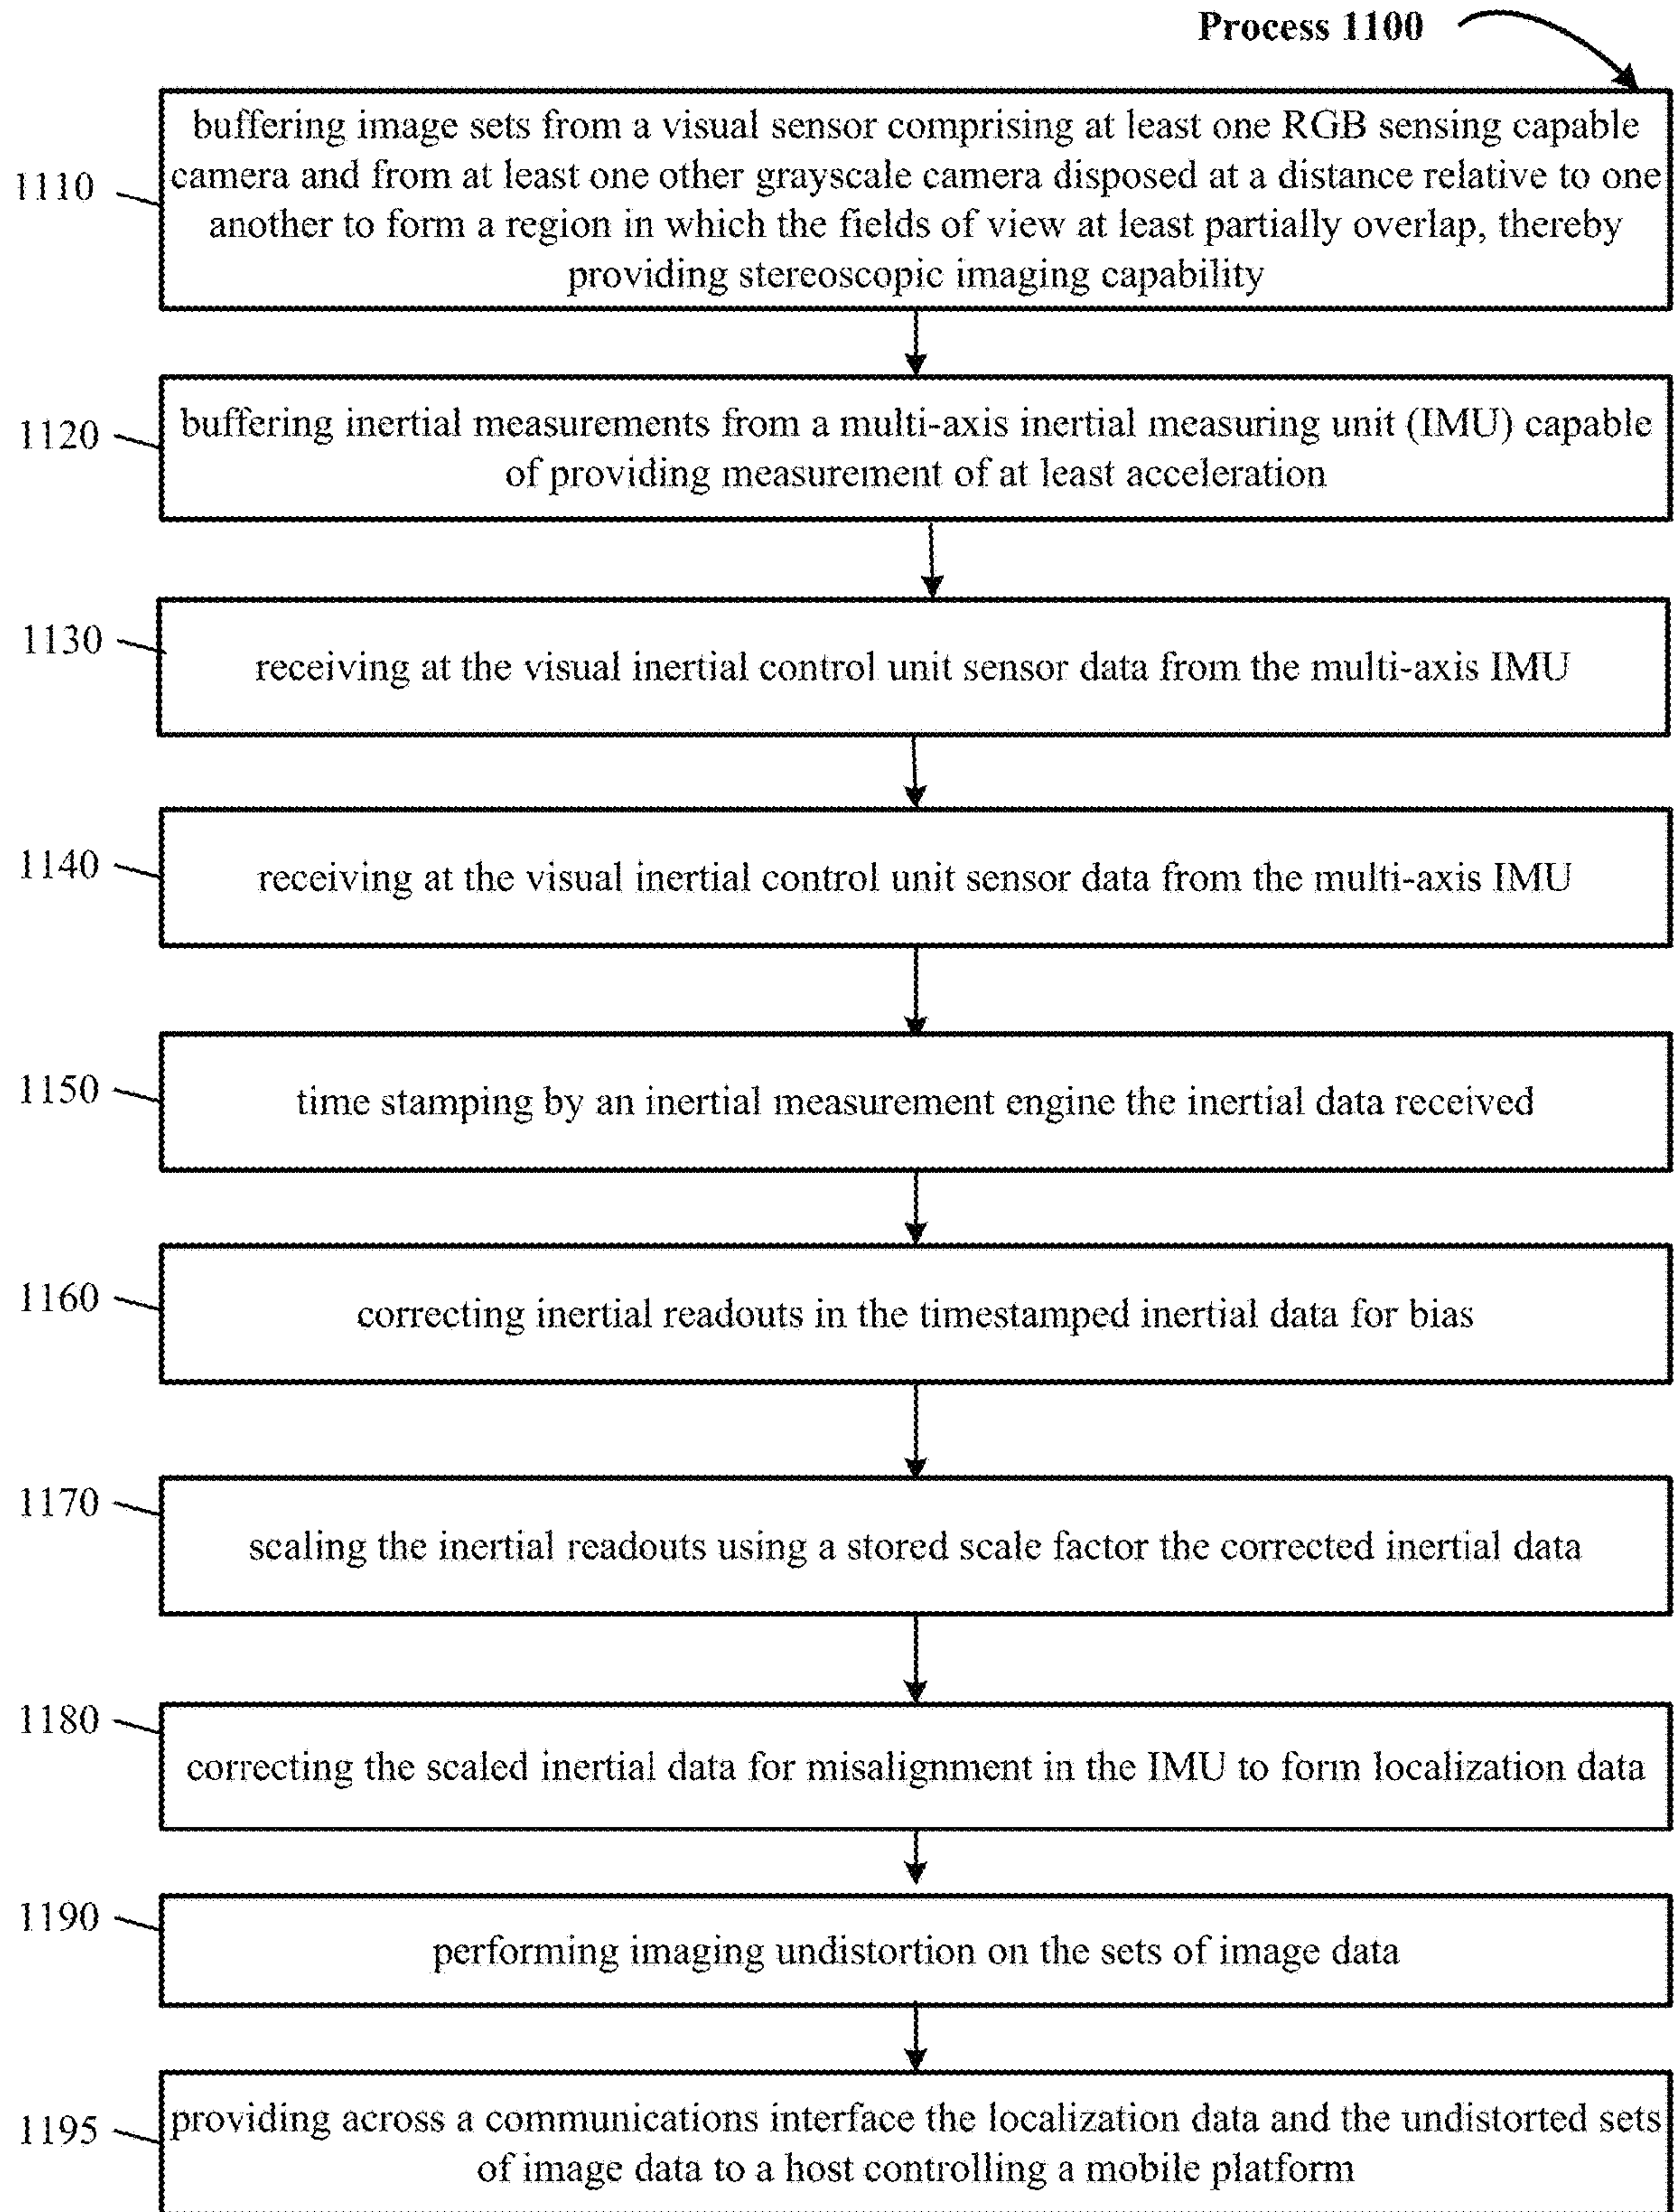 Process 1100
buffering image sets from a visual sensor comprising at least one RGB sensing capable
1110
camera and from at least one other grayscale camera disposed at a distance relative to one
another to form a region in which the fields of view at least partially overlap, thereby
providing stereoscopic imaging capability
1120
buffering inertial measurements from a multi-axis inertial measuring unit (IMU) capable
of providing measurement of at least acceleration
1130
receiving at the visual inertial control unit sensor data from the multi-axis IMU
1140
receiving at the visual inertial control unit sensor data from the multi-axis IMU
1150
time stamping by an inertial measurement engine the inertial data received
1160
correcting inertial readouts in the timestamped inertial data for bias
1170
scaling the inertial readouts using a stored scale factor the corrected inertial data
1180
correcting the scaled inertial data for misalignment in the IMU to form localization data
1190
performing imaging undistortion on the sets of image data
1195
providing across a communications interface the localization data and the undistorted sets
of image data to a host controlling a mobile platform